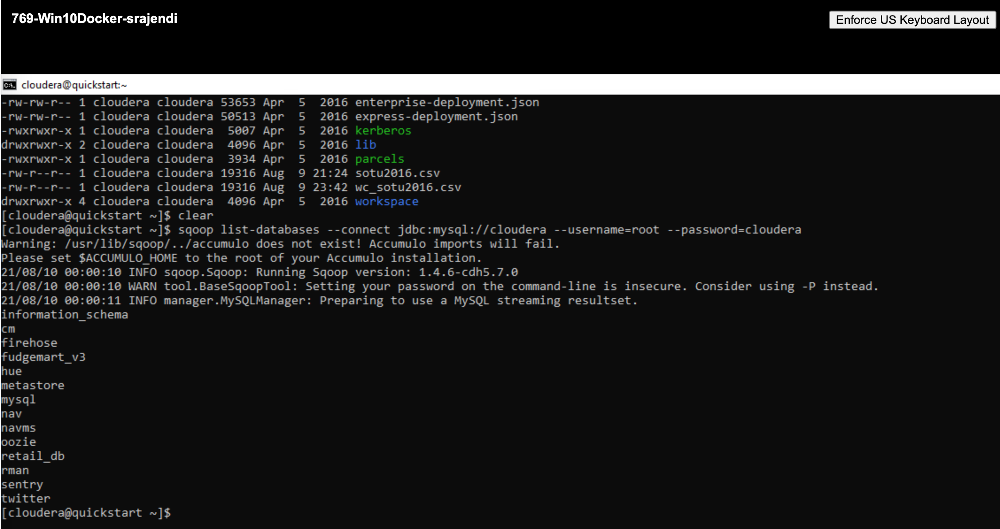 769-Win10Docker-srajendi
Enforce US Keyboard Layout
cloudera@quickstart:~
-rw-rw-r-- 1 cloudera cloudera 53653 Apr  5  2016 enterprise-deployment.json
-rw-rw-r-- 1 cloudera cloudera 50513 Apr  5  2016 express-deployment.json
-rwxrwxr-x 1 cloudera cloudera  5007 Apr  5  2016 kerberos
drwxrwxr-x 2 cloudera cloudera  4096 Apr  5  2016 lib
-rwxrwxr-x 1 cloudera cloudera  3934 Apr  5  2016 parcels
-rw-r--r-- 1 cloudera cloudera 19316 Aug  9 21:24 sotu2016.csv
-rw-r--r-- 1 cloudera cloudera 19316 Aug  9 23:42 wc_sotu2016.csv
drwxrwxr-x 4 cloudera cloudera  4096 Apr  5  2016 workspace
[cloudera@quickstart ~]$ clear
[cloudera@quickstart ~]$ sqoop list-databases --connect jdbc:mysql://cloudera --username=root --password=cloudera
Warning: /usr/lib/sqoop/../accumulo does not exist! Accumulo imports will fail.
Please set $ACCUMULO_HOME to the root of your Accumulo installation.
21/08/10 00:00:10 INFO sqoop.Sqoop: Running Sqoop version: 1.4.6-cdh5.7.0
21/08/10 00:00:10 WARN tool.BaseSqoopTool: Setting your password on the command-line is insecure. Consider using -P instead.
21/08/10 00:00:11 INFO manager.MySQLManager: Preparing to use a MySQL streaming resultset.
information_schema
cm
firehose
fudgemart_v3
hue
metastore
mysql
nav
navms
oozie
retail_db
rman
sentry
twitter
[cloudera@quickstart ~]$